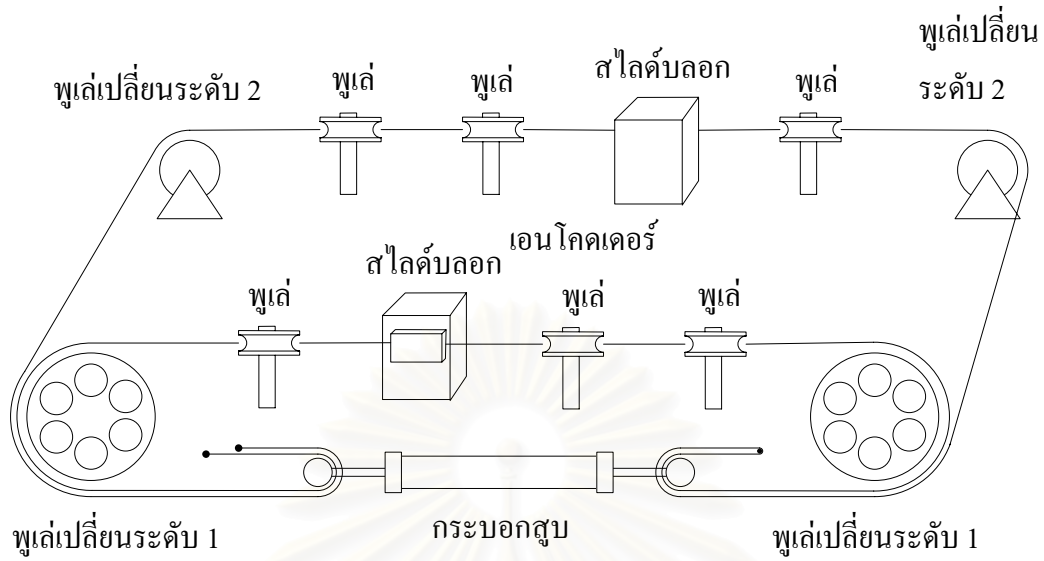 พูเล่เปลี่ยน
ระดับ 2
สไลด์บลอก
พูเล่เปลี่ยนระดับ 2
พูเล่
พูเล่
พูเล่
เอนโคดเดอร์
สไลด์บลอก
พูเล่
พูเล่
พูเล่
กระบอกสูบ
พูเล่เปลี่ยนระดับ 1
พูเล่เปลี่ยนระดับ 1